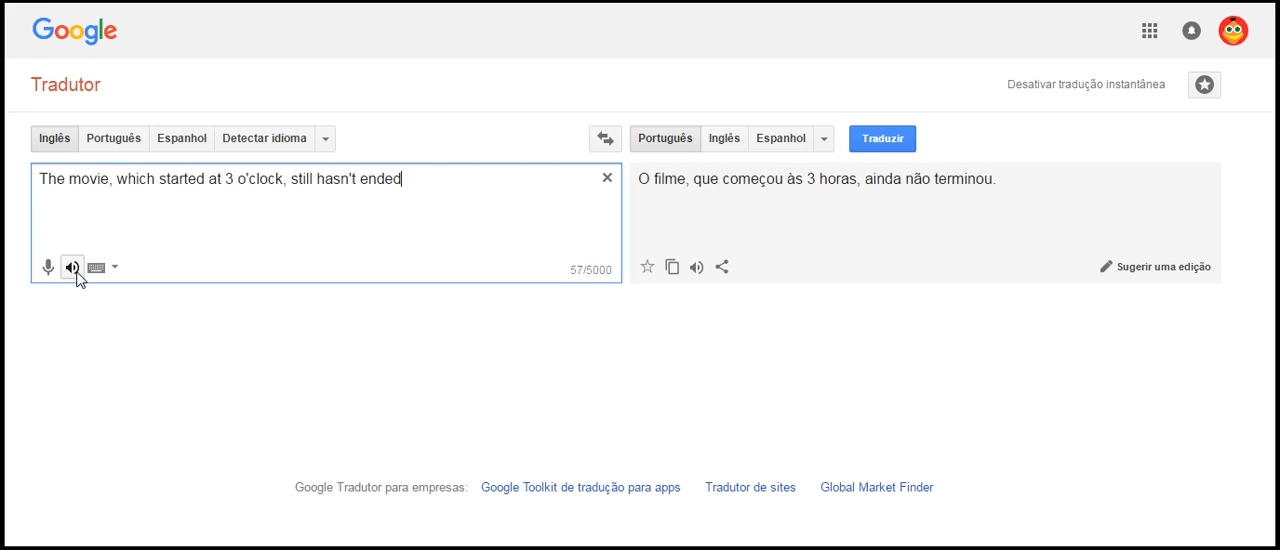 Google
Tradutor
Desativar tradução instantânea
Inglês Português Espanhol Detectar idioma
Português Inglês Espanhol Traduzir
The movie, which started at 3 o'clock, still hasn't ended
O filme, que começou às 3 horas, ainda não terminou.
57/5000
Sugerir uma edição
Google Tradutor para empresas: Google Toolkit de tradução para apps Tradutor de sites Global Market Finder